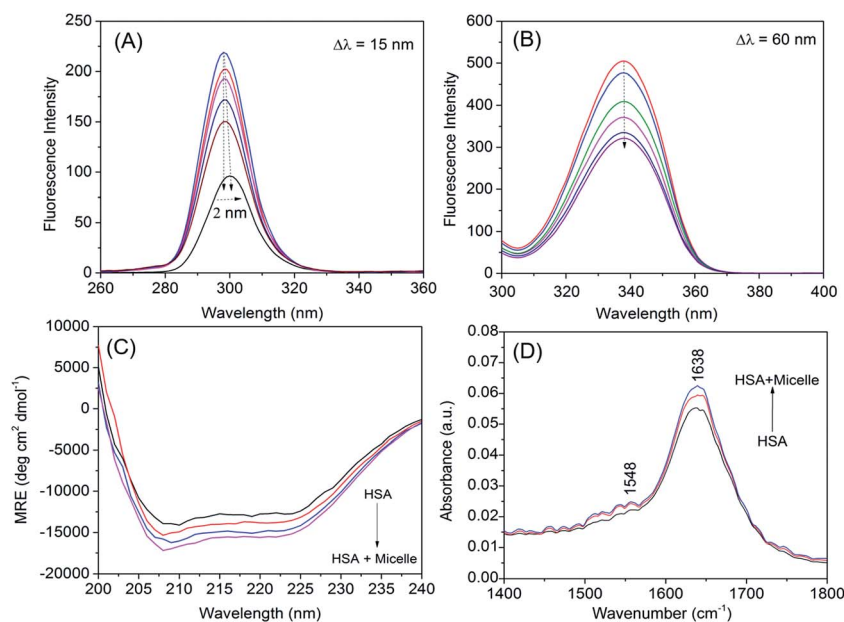 (A)
Δλ = 15 nm
Fluorescence Intensity
250
200
150
100
50
0
2 nm
260 280 300 320 340 360
Wavelength (nm)
(B)
Δλ = 60 nm
Fluorescence Intensity
600
500
400
300
200
100
0
300 320 340 360 380 400
Wavelength (nm)
(C)
MRE (deg cm² dmol⁻¹)
10000
5000
0
-5000
-10000
-15000
-20000
HSA
HSA + Micelle
200 205 210 215 220 225 230 235 240
Wavelength (nm)
(D)
Absorbance (a.u.)
0.08
0.07
0.06
0.05
0.04
0.03
0.02
0.01
0.00
1548
1638
HSA+Micelle
HSA
1400 1500 1600 1700 1800
Wavenumber (cm⁻¹)